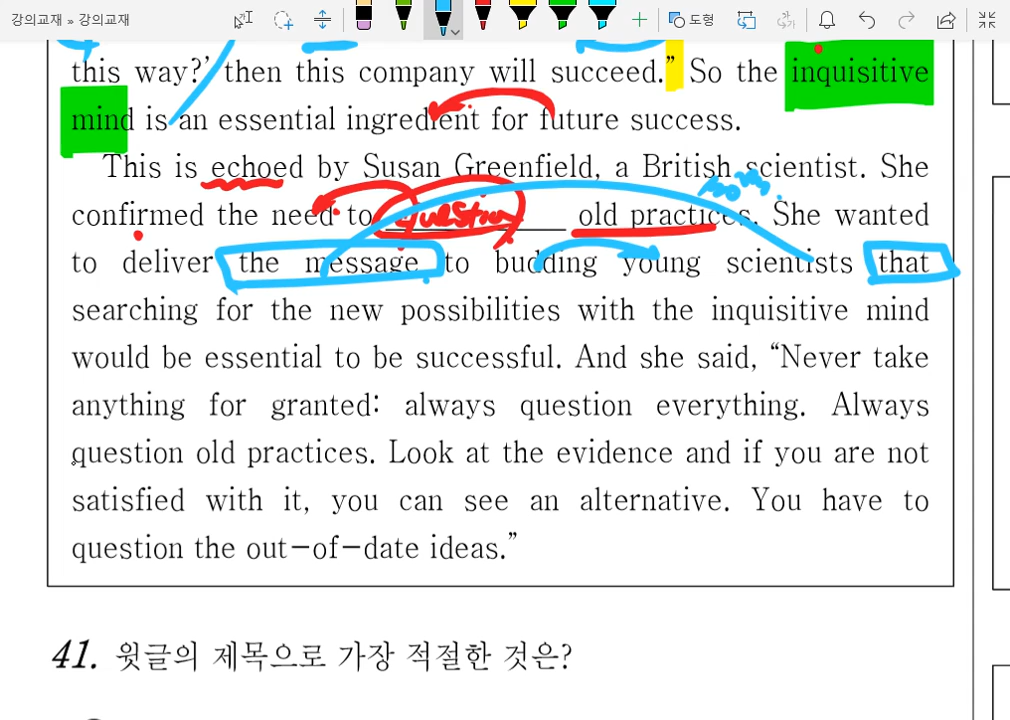 강의교재 » 강의교재
도형
this way?' then this company will succeed.” So the inquisitive
mind is an essential ingredient for future success.
This is echoed by Susan Greenfield, a British scientist. She
confirmed the need to question old practices. She wanted
to deliver the message to budding young scientists that
searching for the new possibilities with the inquisitive mind
would be essential to be successful. And she said, “Never take
anything for granted: always question everything. Always
question old practices. Look at the evidence and if you are not
satisfied with it, you can see an alternative. You have to
question the out−of−date ideas.”
41. 윗글의 제목으로 가장 적절한 것은?